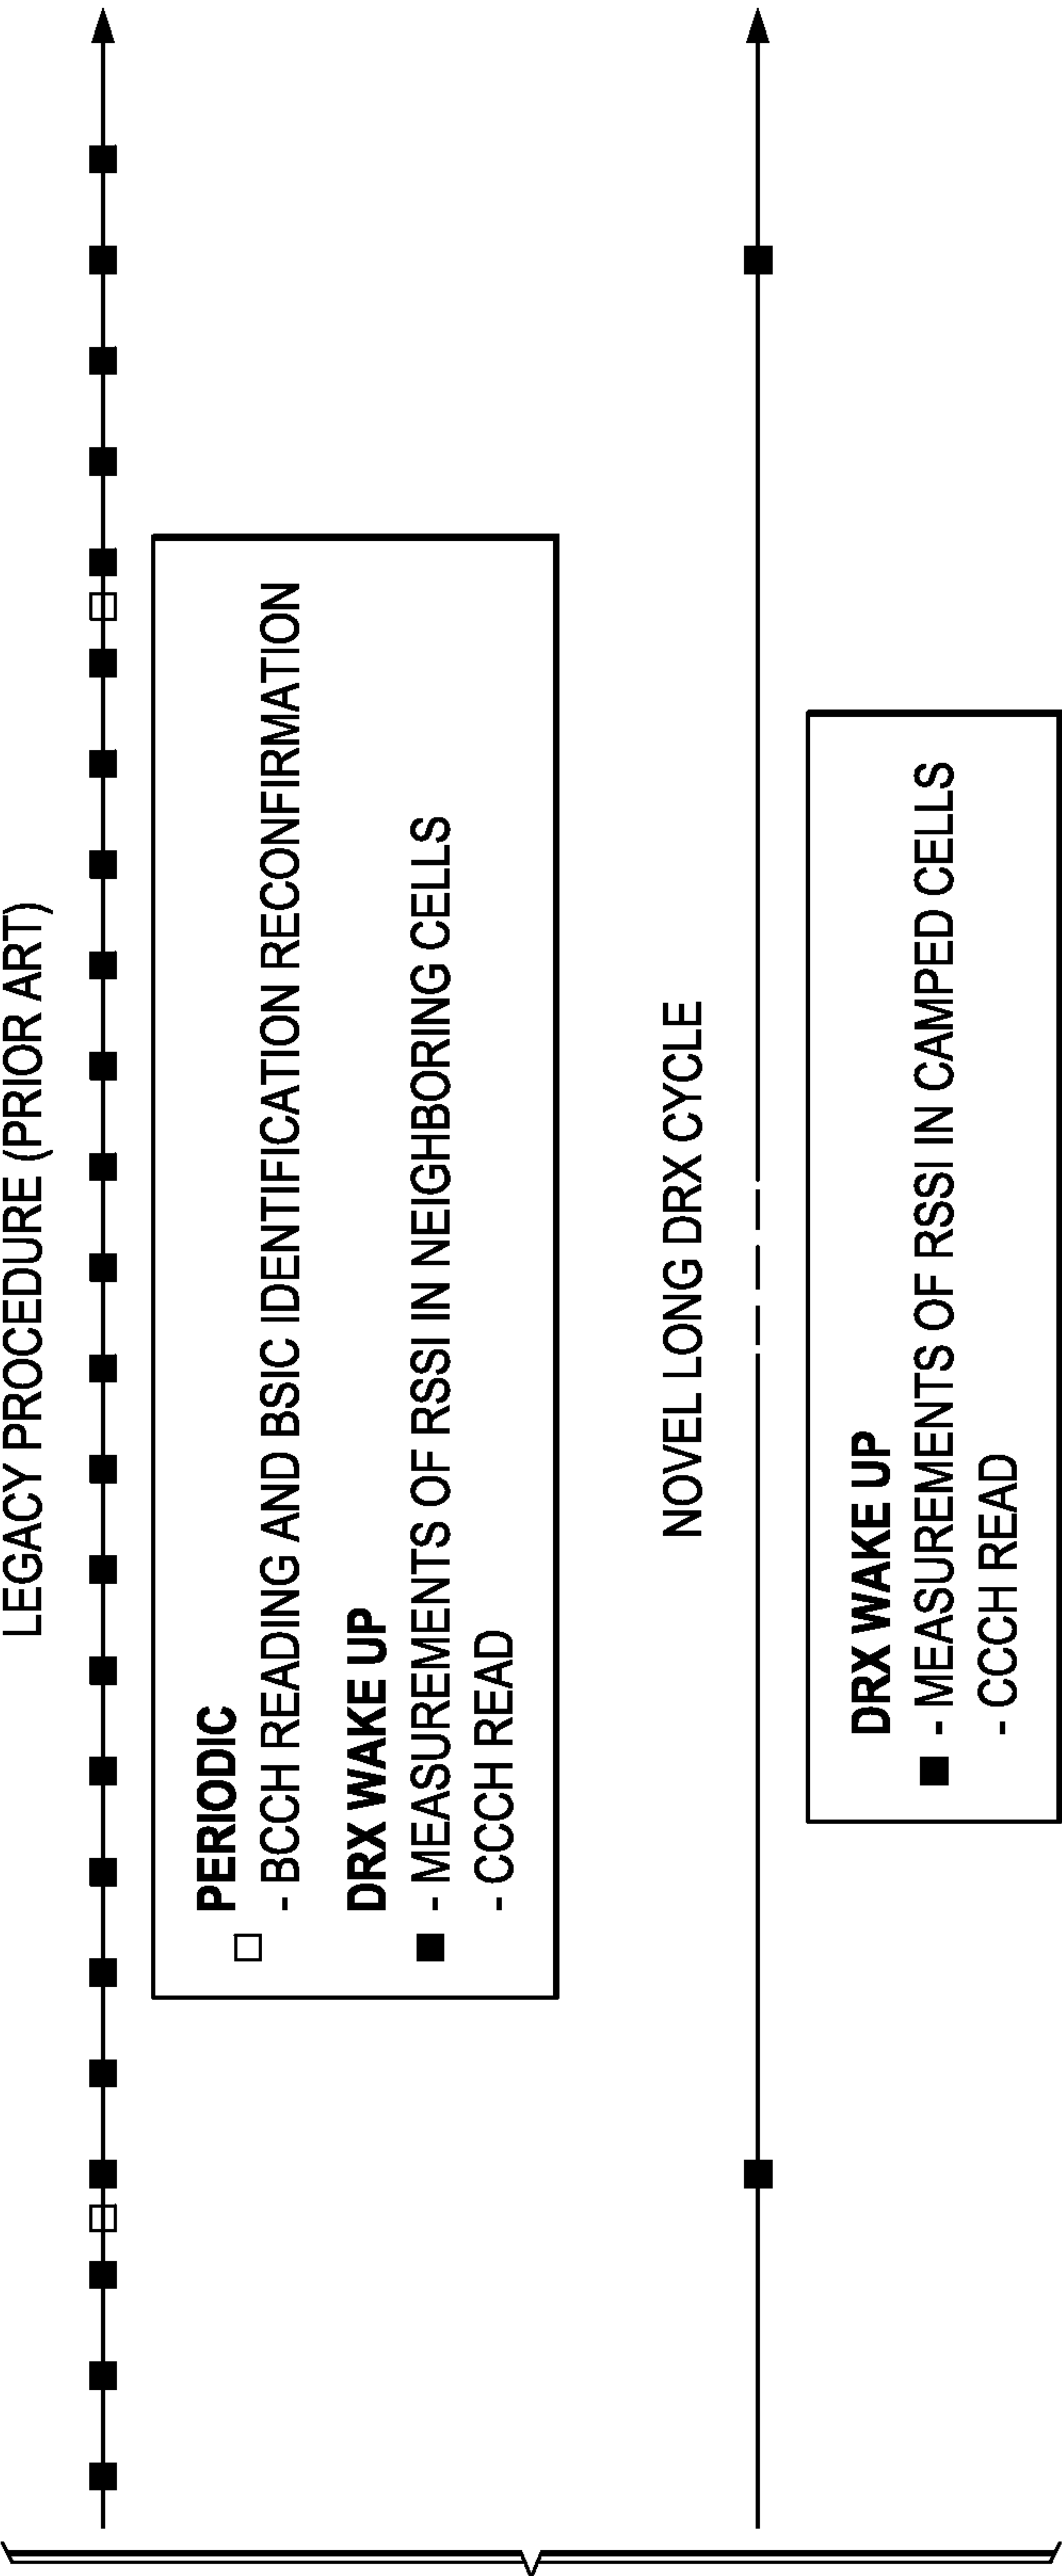 LEGACY PROCEDURE (PRIOR ART)
PERIODIC
- BCCH READING AND BSIC IDENTIFICATION RECONFIRMATION
DRX WAKE UP
- MEASUREMENTS OF RSSI IN NEIGHBORING CELLS
- CCCH READ
NOVEL LONG DRX CYCLE
DRX WAKE UP
- MEASUREMENTS OF RSSI IN CAMPED CELLS
- CCCH READ